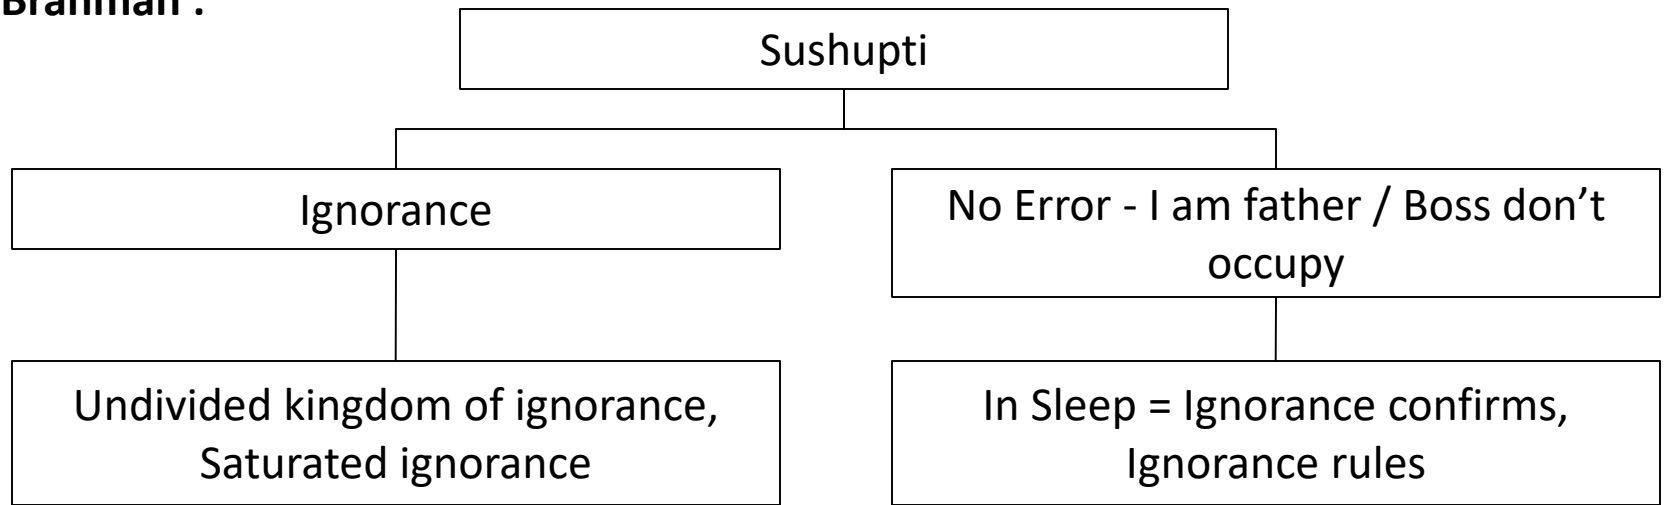 Brahman :
Sushupti
Ignorance
No Error - I am father / Boss don’t
occupy
Undivided kingdom of ignorance,
Saturated ignorance
In Sleep = Ignorance confirms,
Ignorance rules